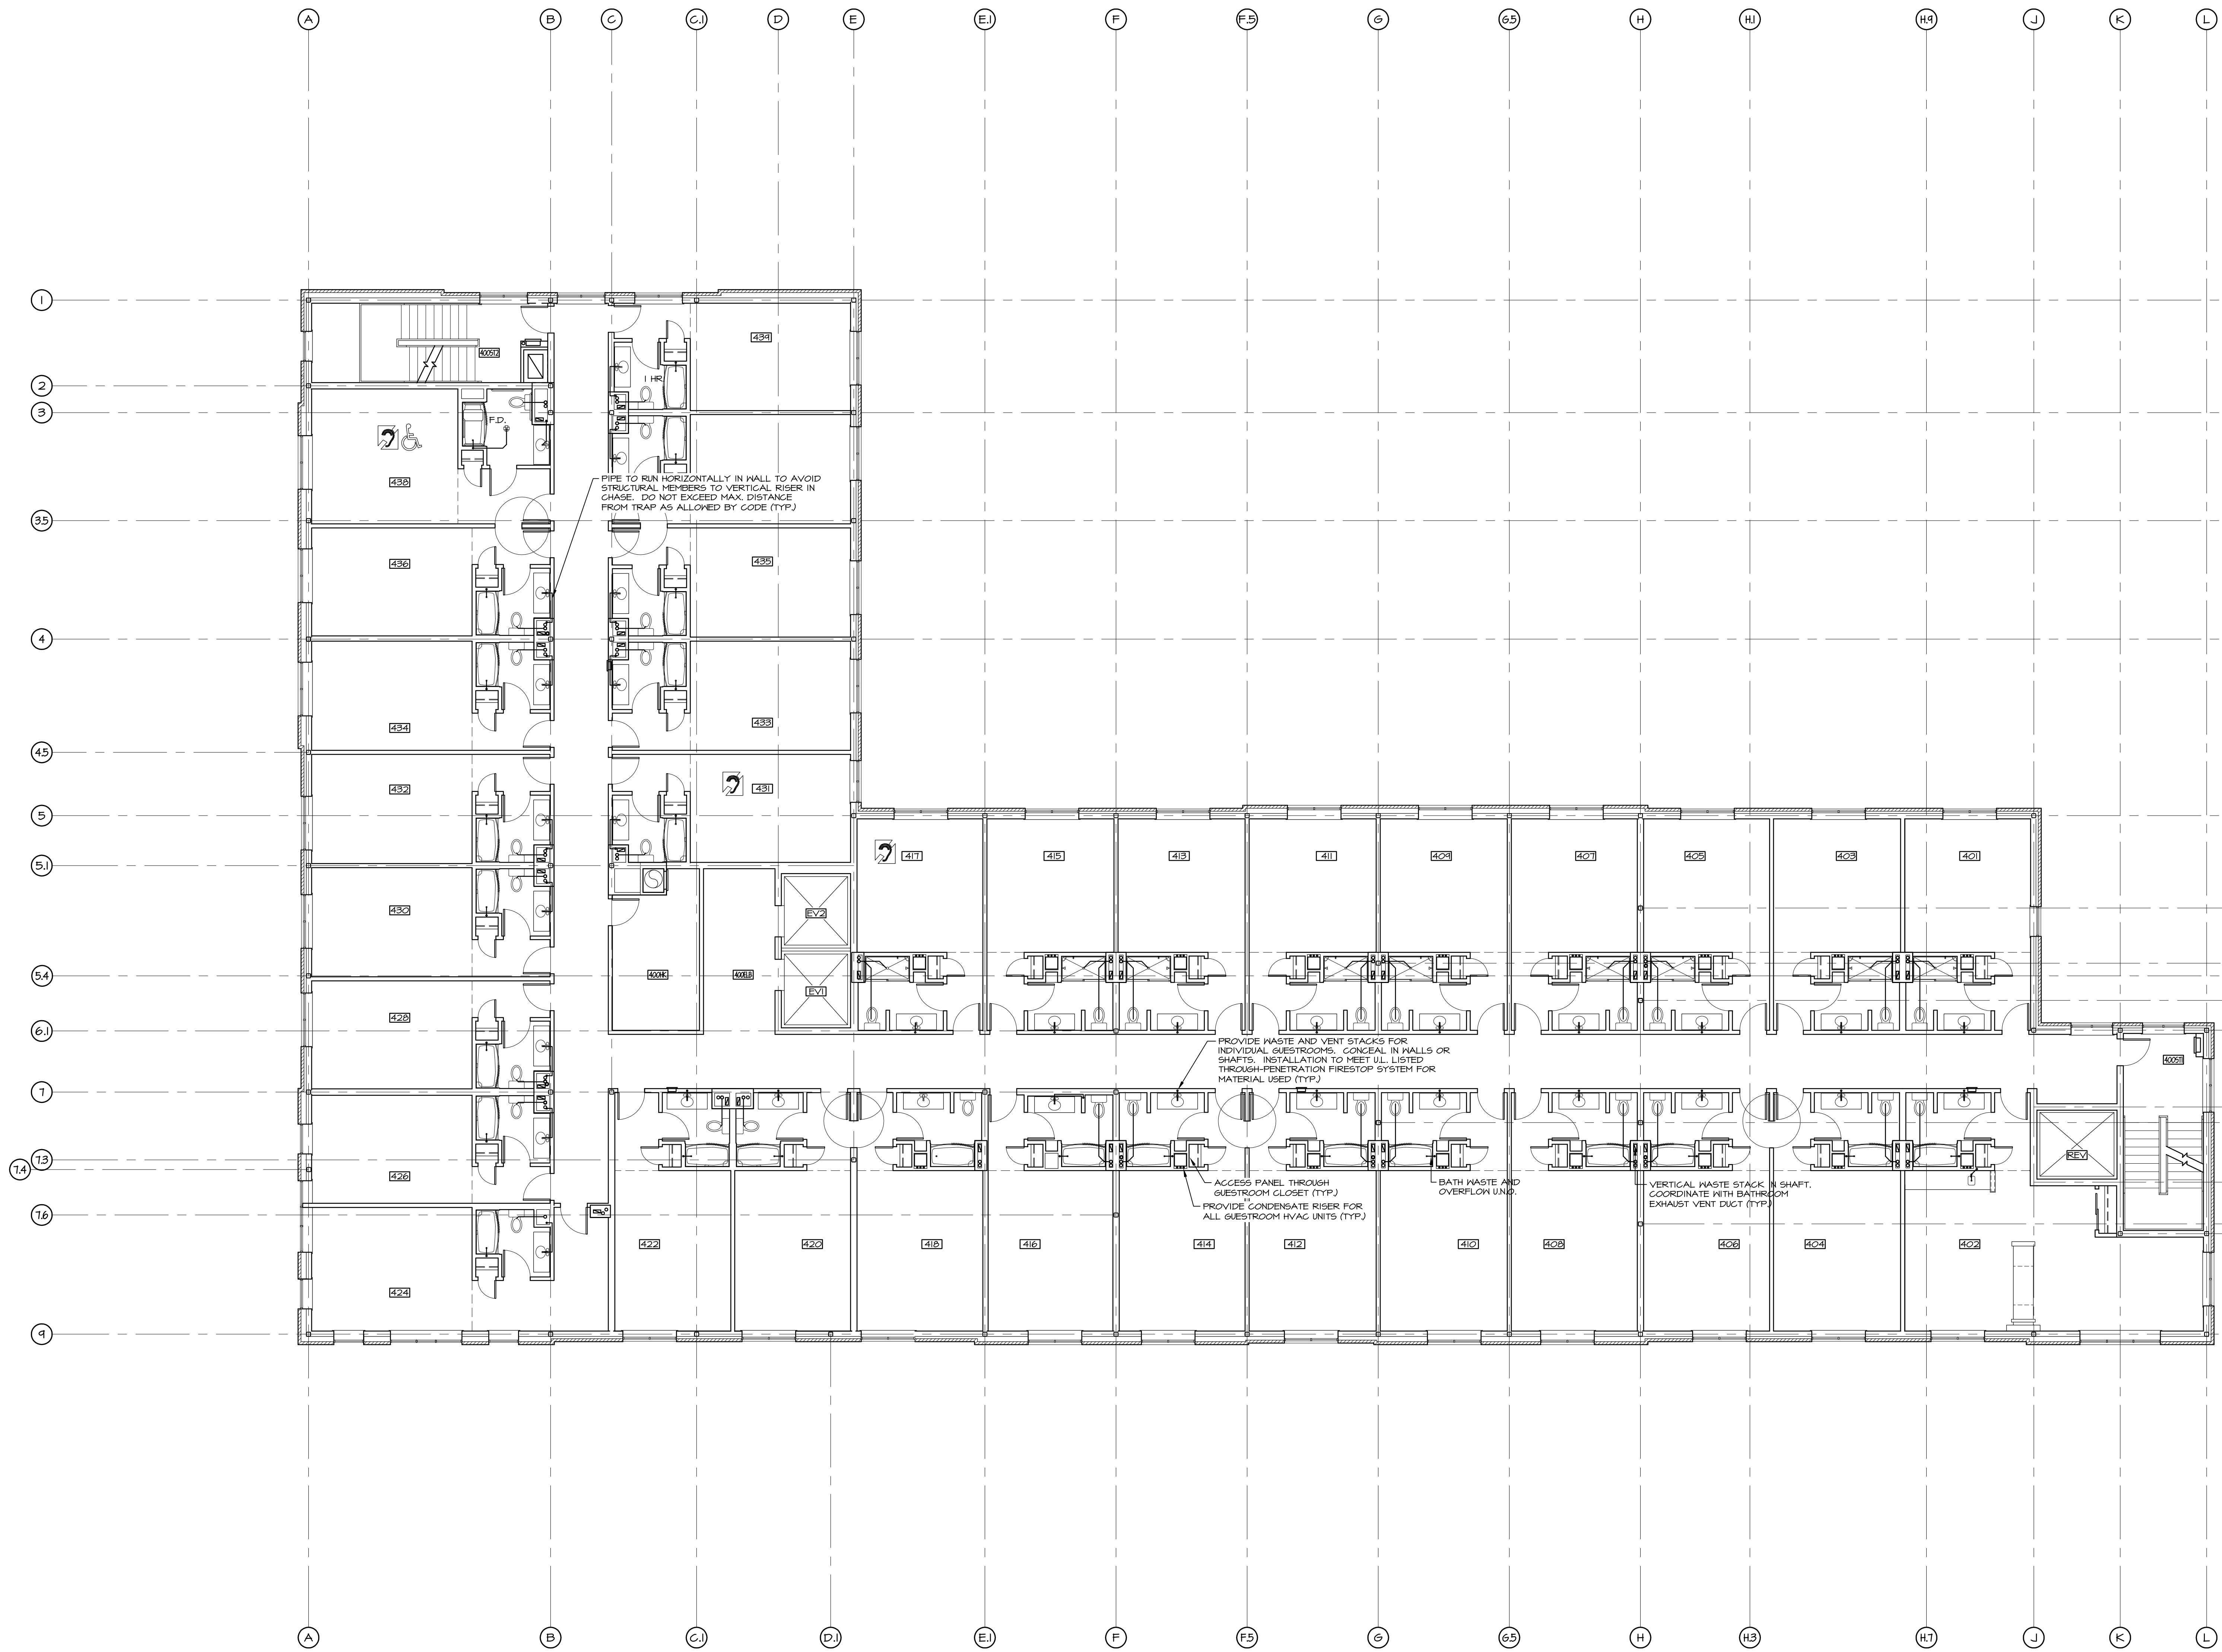 A B C C.1 D E E.1 F F.5 G G.5 H H.1 H.9 J K L
1
439
400ST2
1 HR.
2
3
F.D.
438
PIPE TO RUN HORIZONTALLY IN WALL TO AVOID
STRUCTURAL MEMBERS TO VERTICAL RISER IN
CHASE. DO NOT EXCEED MAX. DISTANCE
FROM TRAP AS ALLOWED BY CODE (TYP.)
3.5
436 435
4
434 433
4.5
432 431
5
417 415 413 411 409 407 405 403 401
5.1
430
EV2
5.4
400HK 400ELB
EV1
428
6.1
PROVIDE WASTE AND VENT STACKS FOR
INDIVIDUAL GUESTROOMS. CONCEAL IN WALLS OR
SHAFTS. INSTALLATION TO MEET U.L. LISTED
THROUGH-PENETRATION FIRESTOP SYSTEM FOR
MATERIAL USED (TYP.)
400ST1
7
REV
7.3
7.4
426
ACCESS PANEL THROUGH
GUESTROOM CLOSET (TYP.)
BATH WASTE AND
OVERFLOW U.N.O.
VERTICAL WASTE STACK IN SHAFT.
COORDINATE WITH BATHROOM
EXHAUST VENT DUCT (TYP.)
PROVIDE CONDENSATE RISER FOR
ALL GUESTROOM HVAC UNITS (TYP.)
7.6
422 420 418 416 414 412 410 408 406 404 402
424
9
A B C.1 D.1 E.1 F F.5 G G.5 H H.3 H.7 J K L